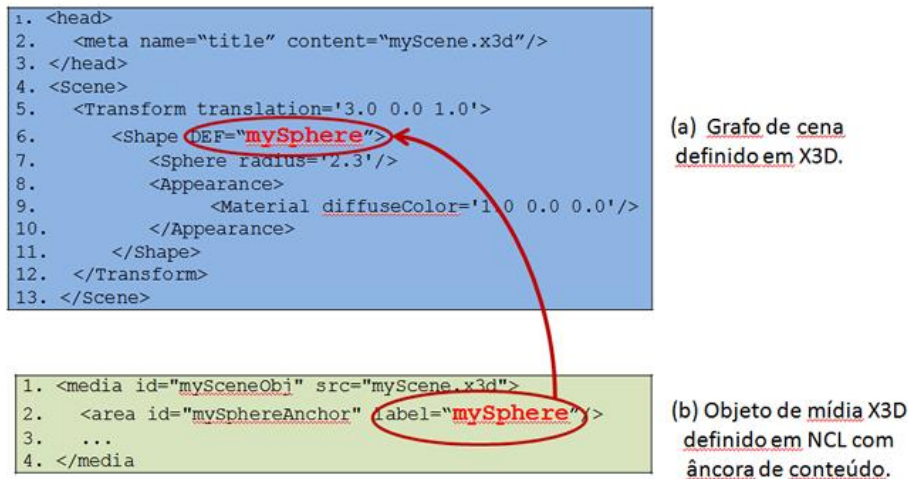 1. <head>
2. <meta name=“title” content=“myScene.x3d”/>
3. </head>
4. <Scene>
5. <Transform translation='3.0 0.0 1.0'>
6. <Shape DEF=“mySphere”>
7. <Sphere radius='2.3'/>
8. <Appearance>
9. <Material diffuseColor='1.0 0.0 0.0'/>
10. </Appearance>
11. </Shape>
12. </Transform>
13. </Scene>
(a) Grafo de cena
definido em X3D.
1. <media id="mySceneObj" src="myScene.x3d">
2. <area id="mySphereAnchor" label=“mySphere”/>
3. ...
4. </media
(b) Objeto de mídia X3D
definido em NCL com
âncora de conteúdo.